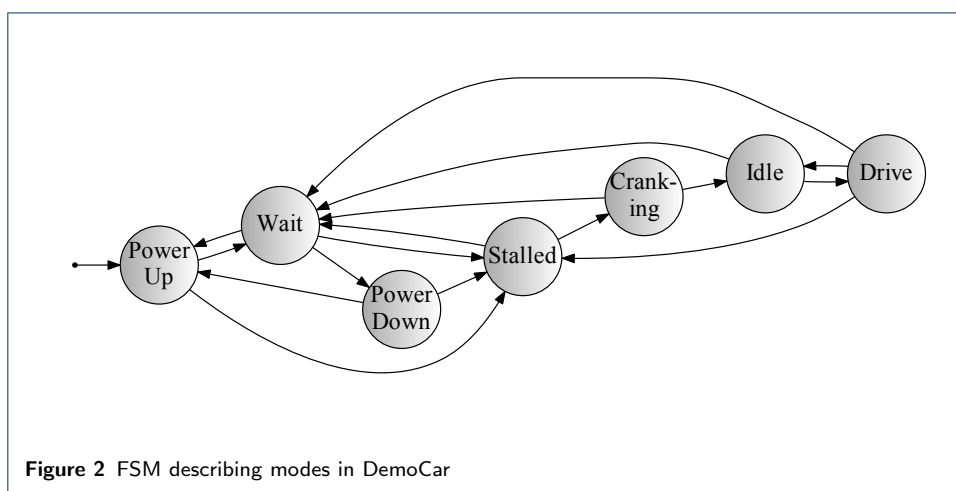 Power
Up
Wait
Power
Down
Stalled
Crank-
ing
Idle
Drive
Figure 2 FSM describing modes in DemoCar